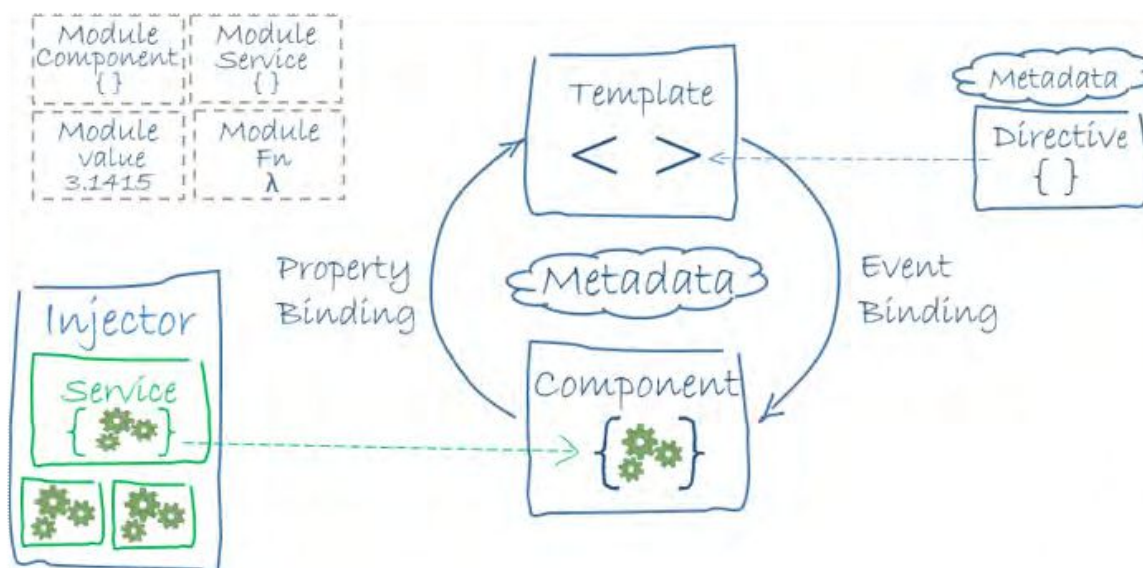 Module
Component
{ }
Module
Service
{ }
Module
value
3.1415
Module
Fn
λ
Template
< >
Metadata
Directive
{ }
Property
Binding
Metadata
Event
Binding
Injector
Service
{ }
Component
{ }